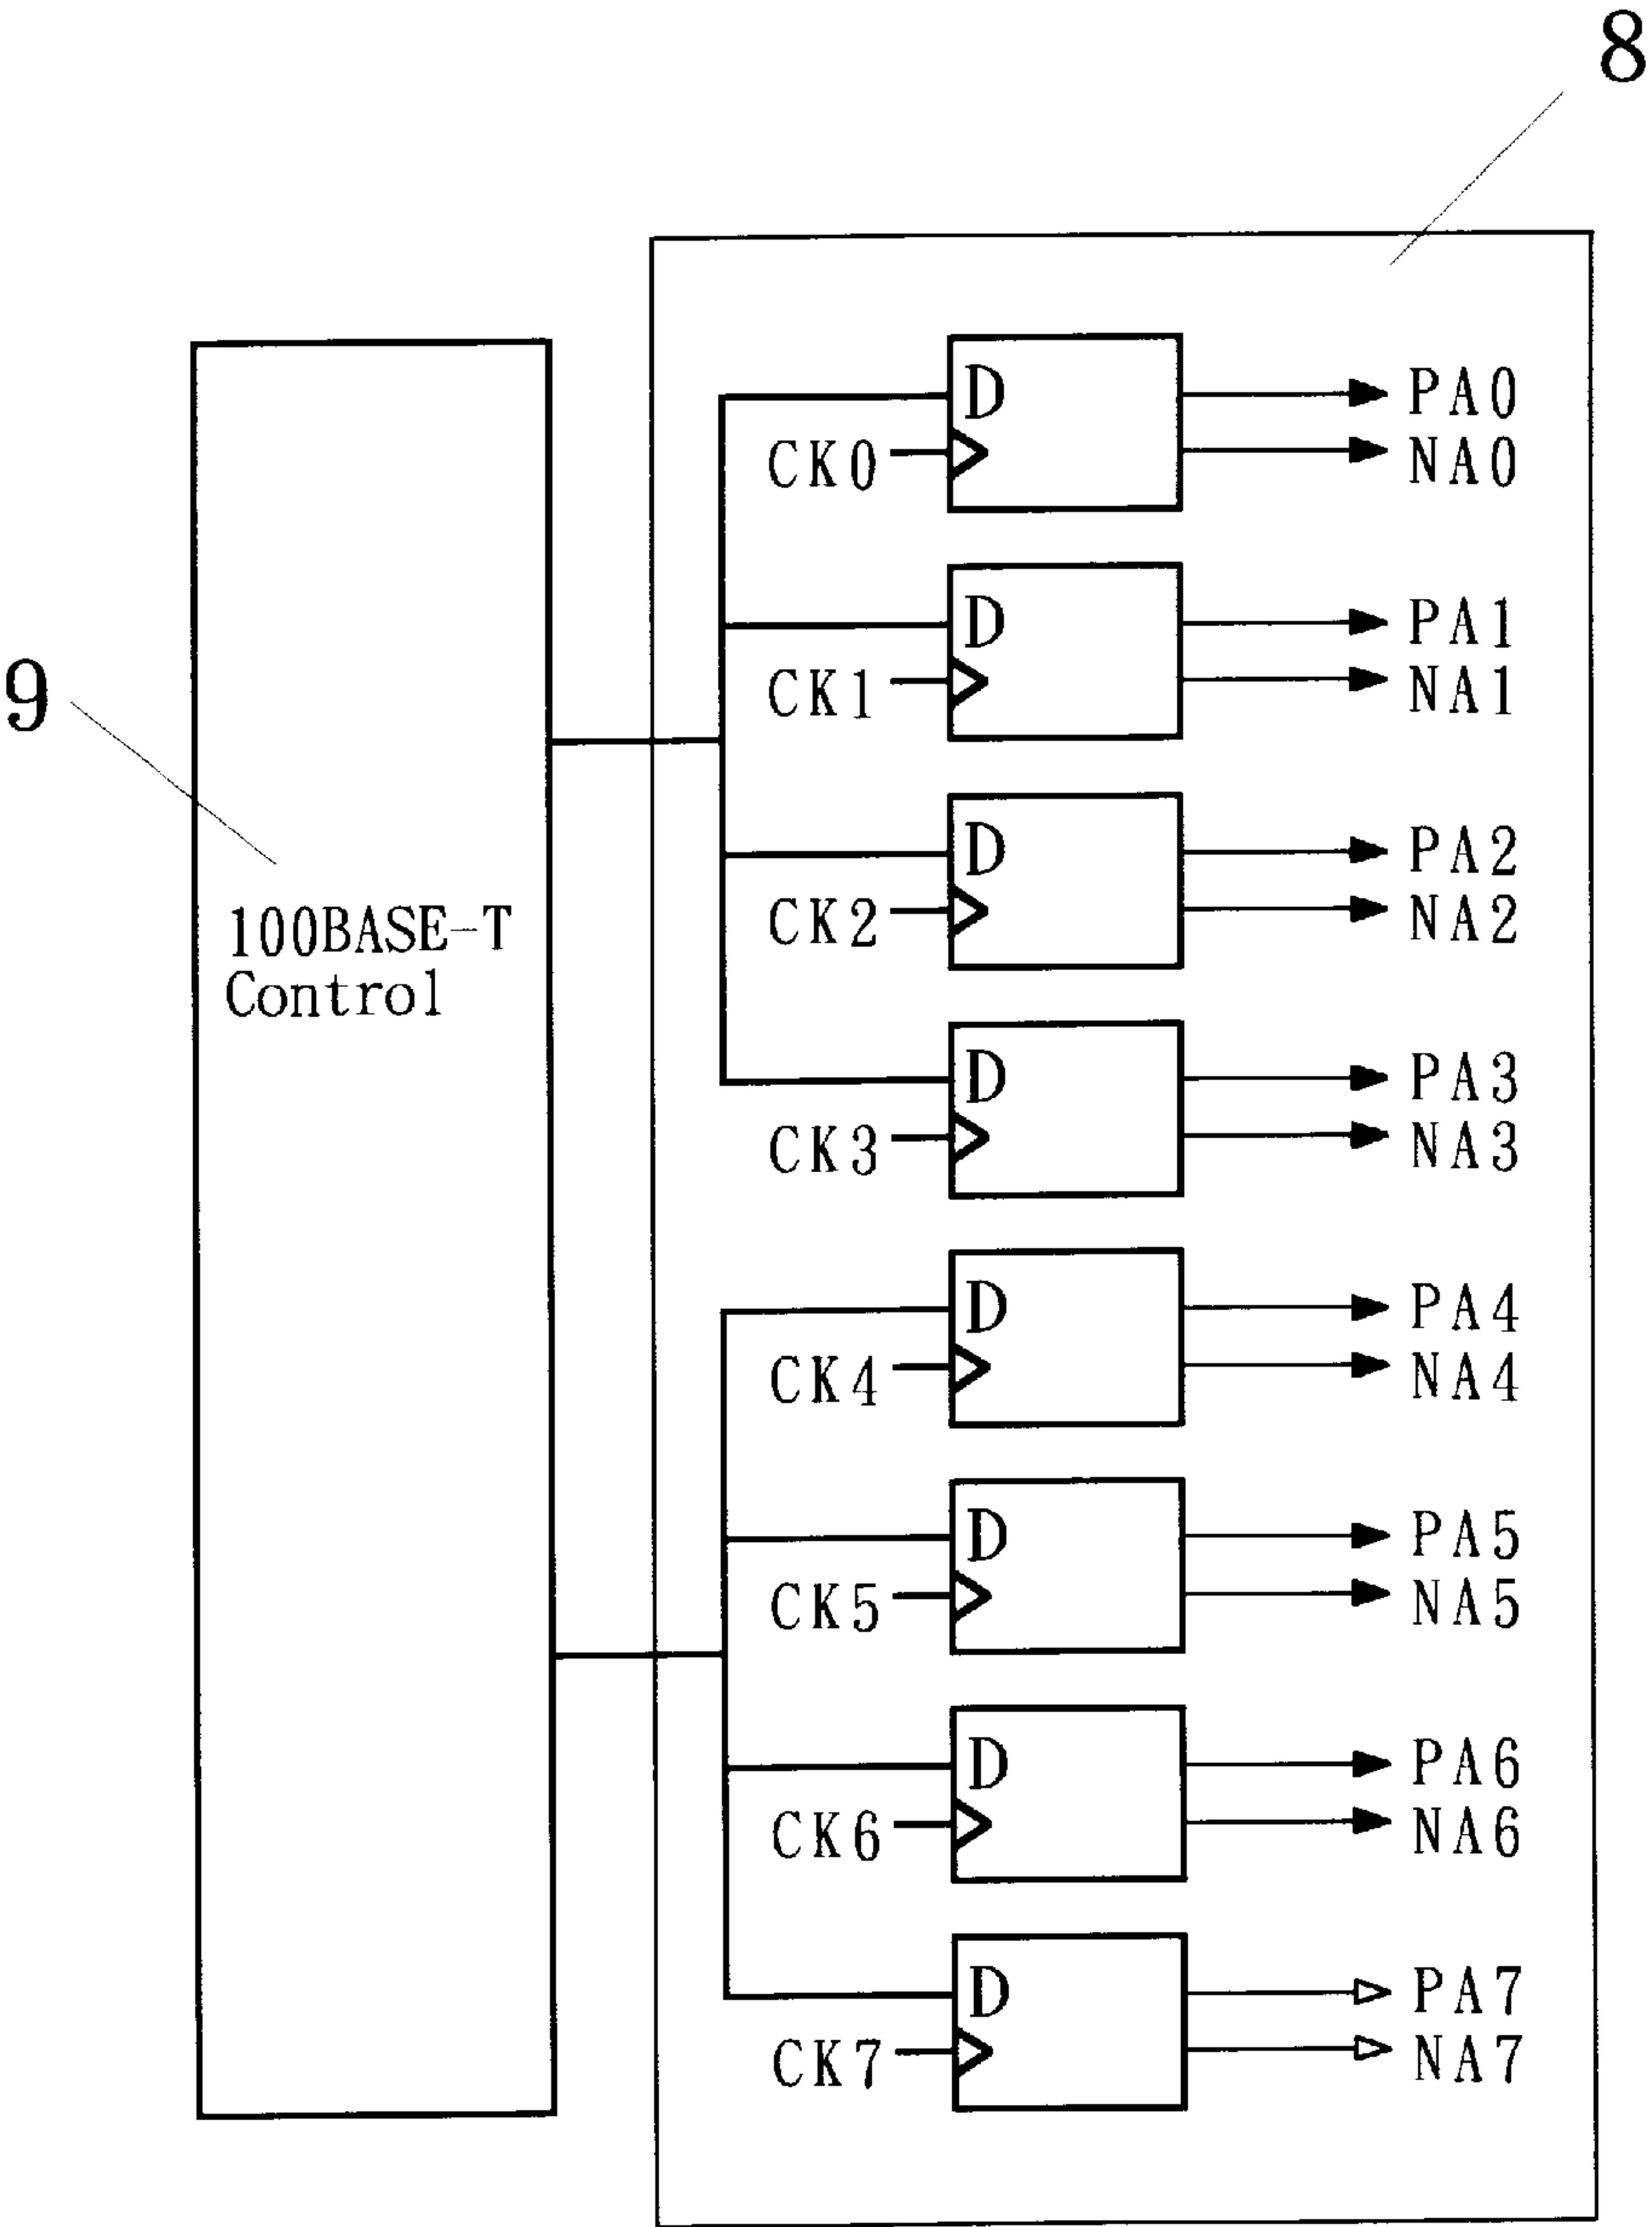 8
D PA0
CK0 NA0
D PA1
CK1 NA1
9
D PA2
100BASE-T
CK2 NA2
Control
D PA3
CK3 NA3
D PA4
CK4 NA4
D PA5
CK5 NA5
D PA6
CK6 NA6
D PA7
CK7 NA7